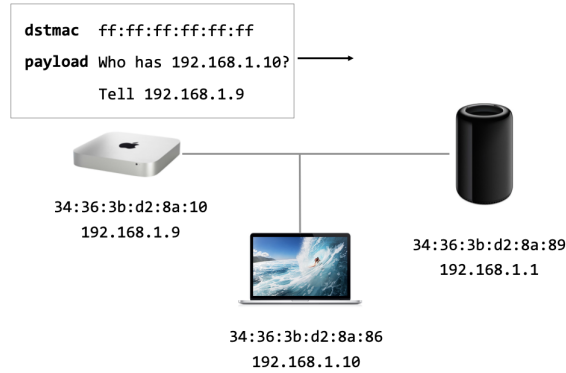 dstmac ff:ff:ff:ff:ff:ff
payload Who has 192.168.1.10?
Tell 192.168.1.9
34:36:3b:d2:8a:10
192.168.1.9
34:36:3b:d2:8a:89
192.168.1.1
34:36:3b:d2:8a:86
192.168.1.10